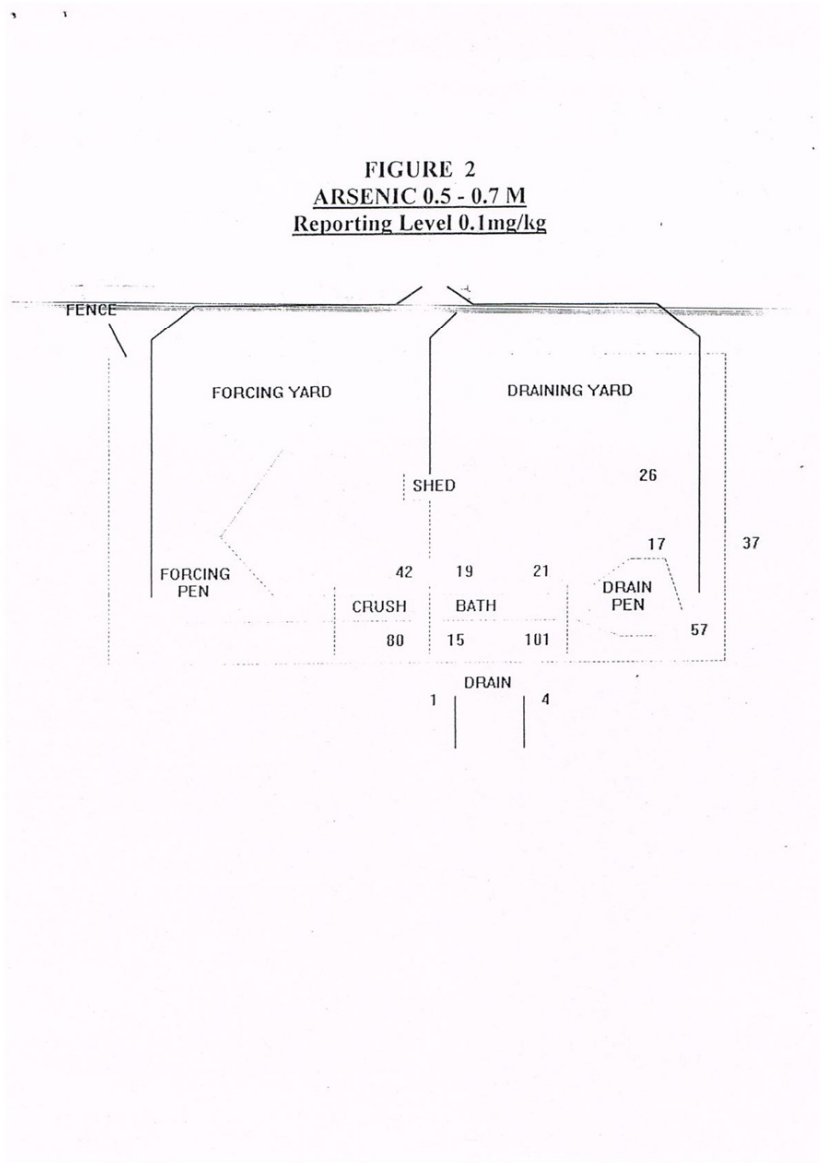 FIGURE 2
ARSENIC 0.5 - 0.7 M
Reporting Level 0.1mg/kg
FENCE
FORCING YARD
DRAINING YARD
SHED
26
17
37
FORCING
PEN
42
19
21
DRAIN
PEN
CRUSH
BATH
80
15
101
57
DRAIN
1
4